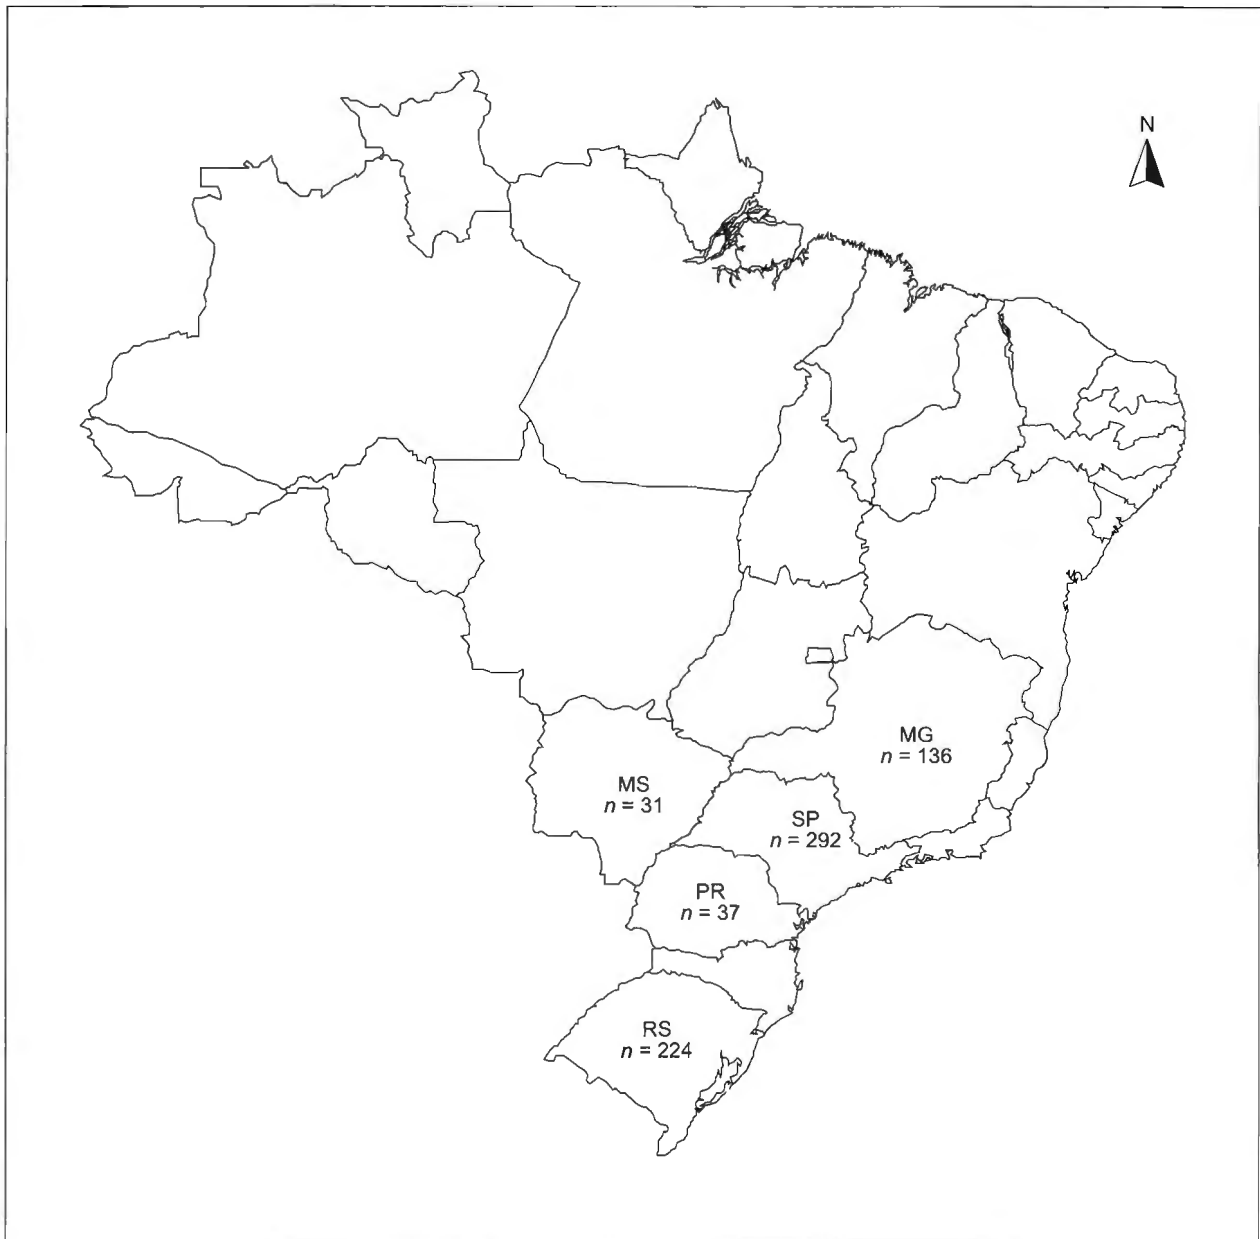 N
MG
n = 136
MS
n = 31
SP
n = 292
PR
n = 37
RS
n = 224